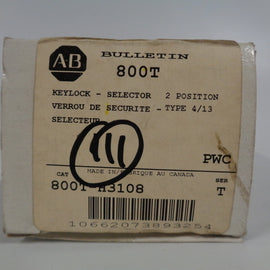 AB
BULLETIN
800T
KEYLOCK - SELECTOR 2 POSITION
VERROU DE SECURITE - TYPE 4/13
SELECTEUR
PWC
MADE IN/FABRIQUE AU CANADA
CAT SER
800T-H3108 T
10662073893254